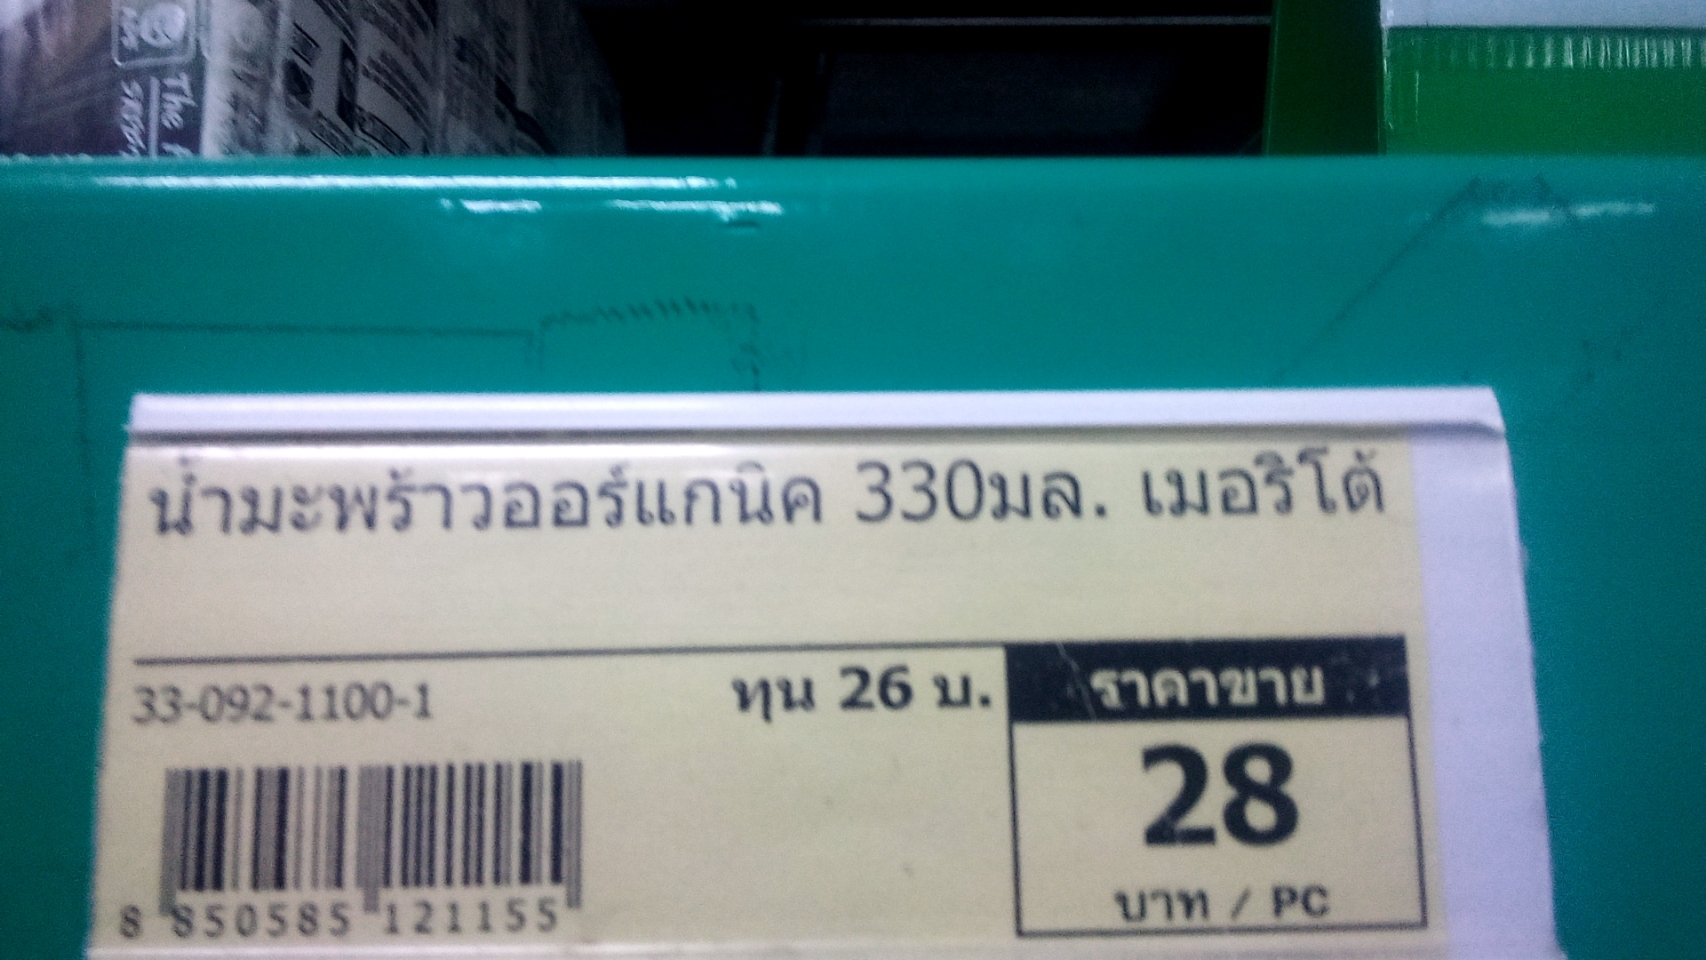 The
น้ำมะพร้าวออร์แกนิค 330มล. เมอริโต้
33-092-1100-1
ทุน 26 บ.
ราคาขาย
28
บาท / PC
8 850585 121155